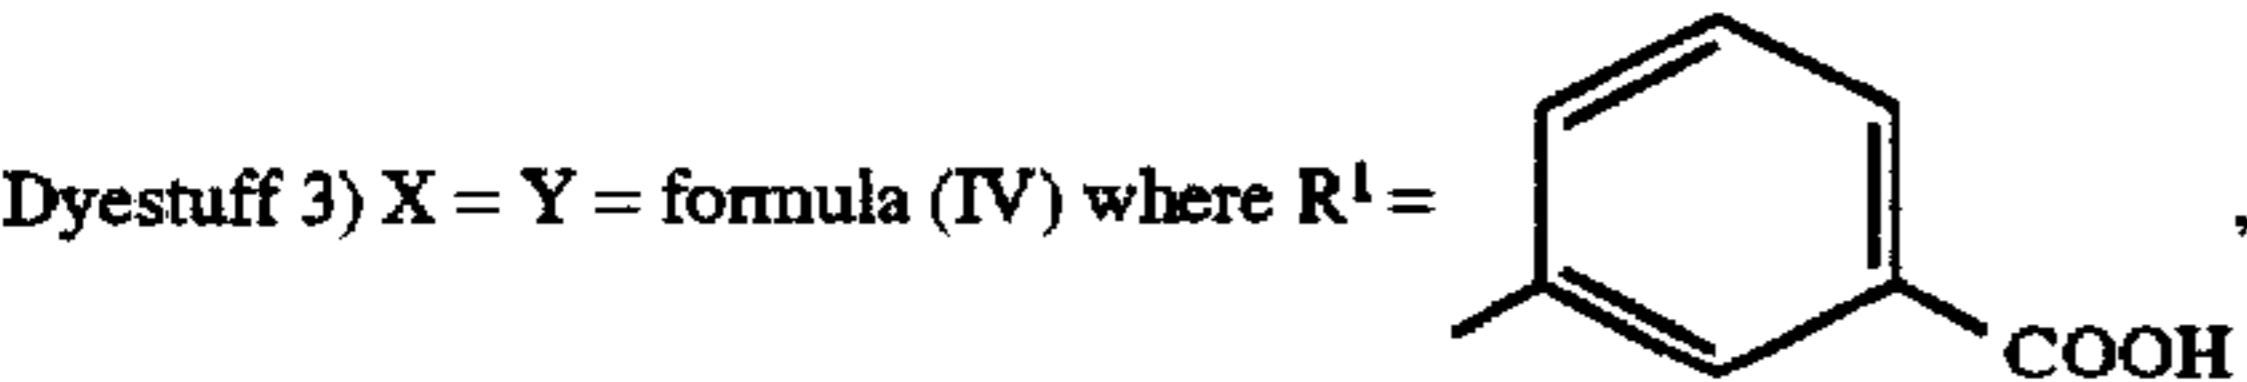 Dyestuff 3) X = Y = formula (IV) where R¹ = ,
COOH